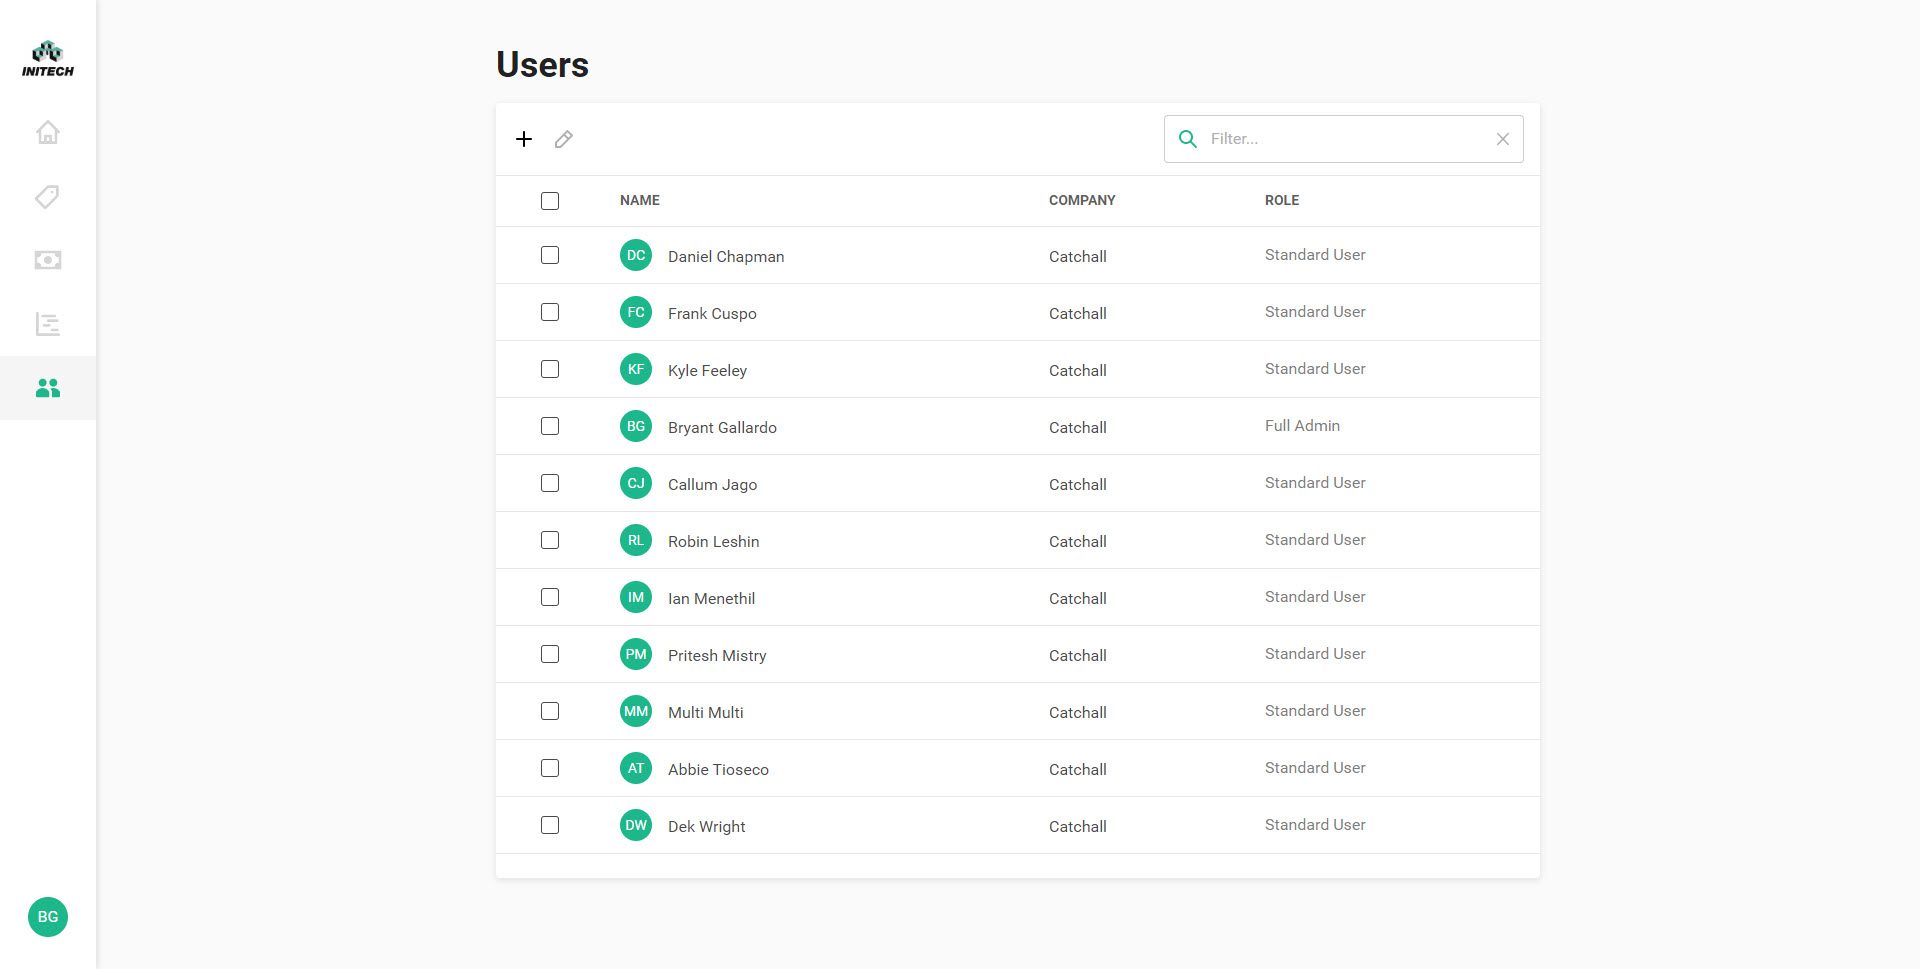 INITECH
Users
Filter...
NAME COMPANY ROLE
DC Daniel Chapman Catchall Standard User
FC Frank Cuspo Catchall Standard User
KF Kyle Feeley Catchall Standard User
BG Bryant Gallardo Catchall Full Admin
CJ Callum Jago Catchall Standard User
RL Robin Leshin Catchall Standard User
IM Ian Menethil Catchall Standard User
PM Pritesh Mistry Catchall Standard User
MM Multi Multi Catchall Standard User
AT Abbie Tioseco Catchall Standard User
DW Dek Wright Catchall Standard User
BG